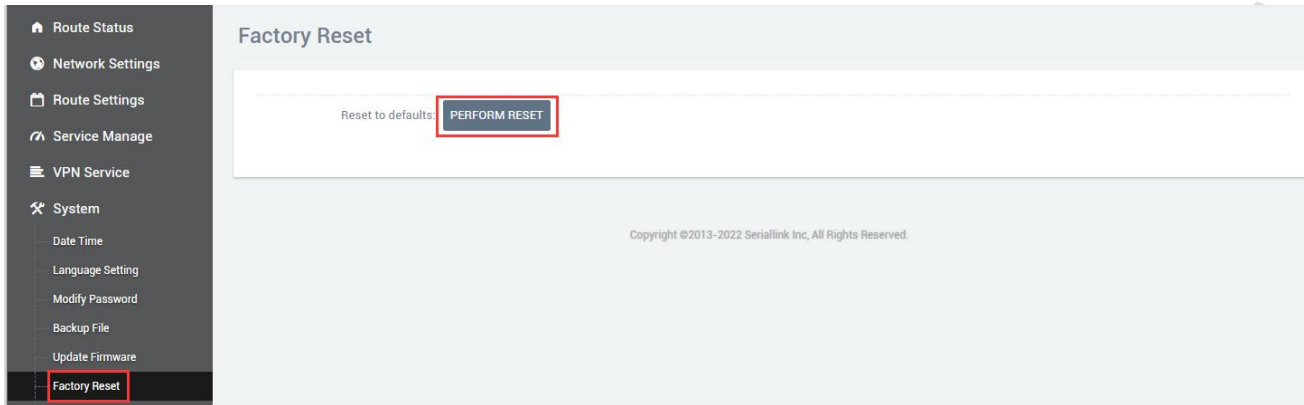 Route Status
Network Settings
Route Settings
Service Manage
VPN Service
System
Date Time
Language Setting
Modify Password
Backup File
Update Firmware
Factory Reset
Factory Reset
Reset to defaults: PERFORM RESET
Copyright ©2013-2022 Seriallink Inc, All Rights Reserved.